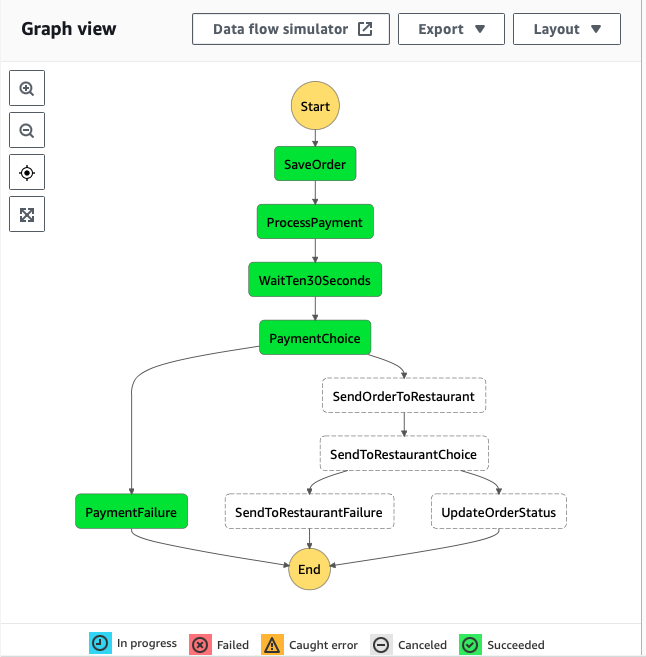 Graph view
Data flow simulator
Export
Layout
Start
SaveOrder
ProcessPayment
WaitTen30Seconds
PaymentChoice
SendOrderToRestaurant
SendToRestaurantChoice
PaymentFailure
SendToRestaurantFailure
UpdateOrderStatus
End
In progress
Failed
Caught error
Canceled
Succeeded